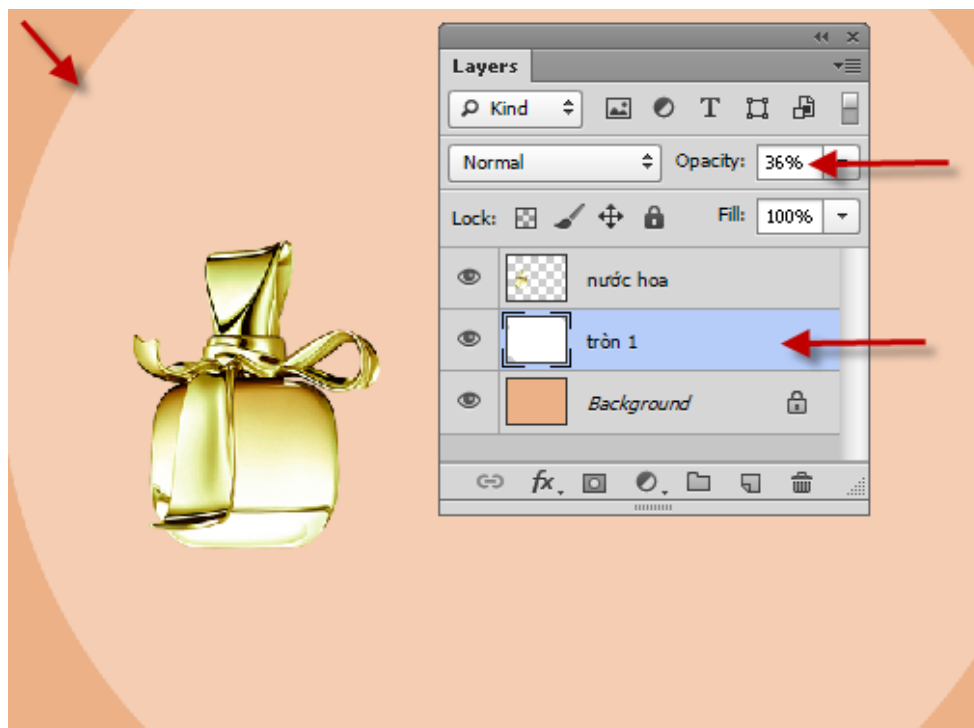 Layers
Kind
Normal Opacity: 36%
Lock: Fill: 100%
nước hoa
tròn 1
Background